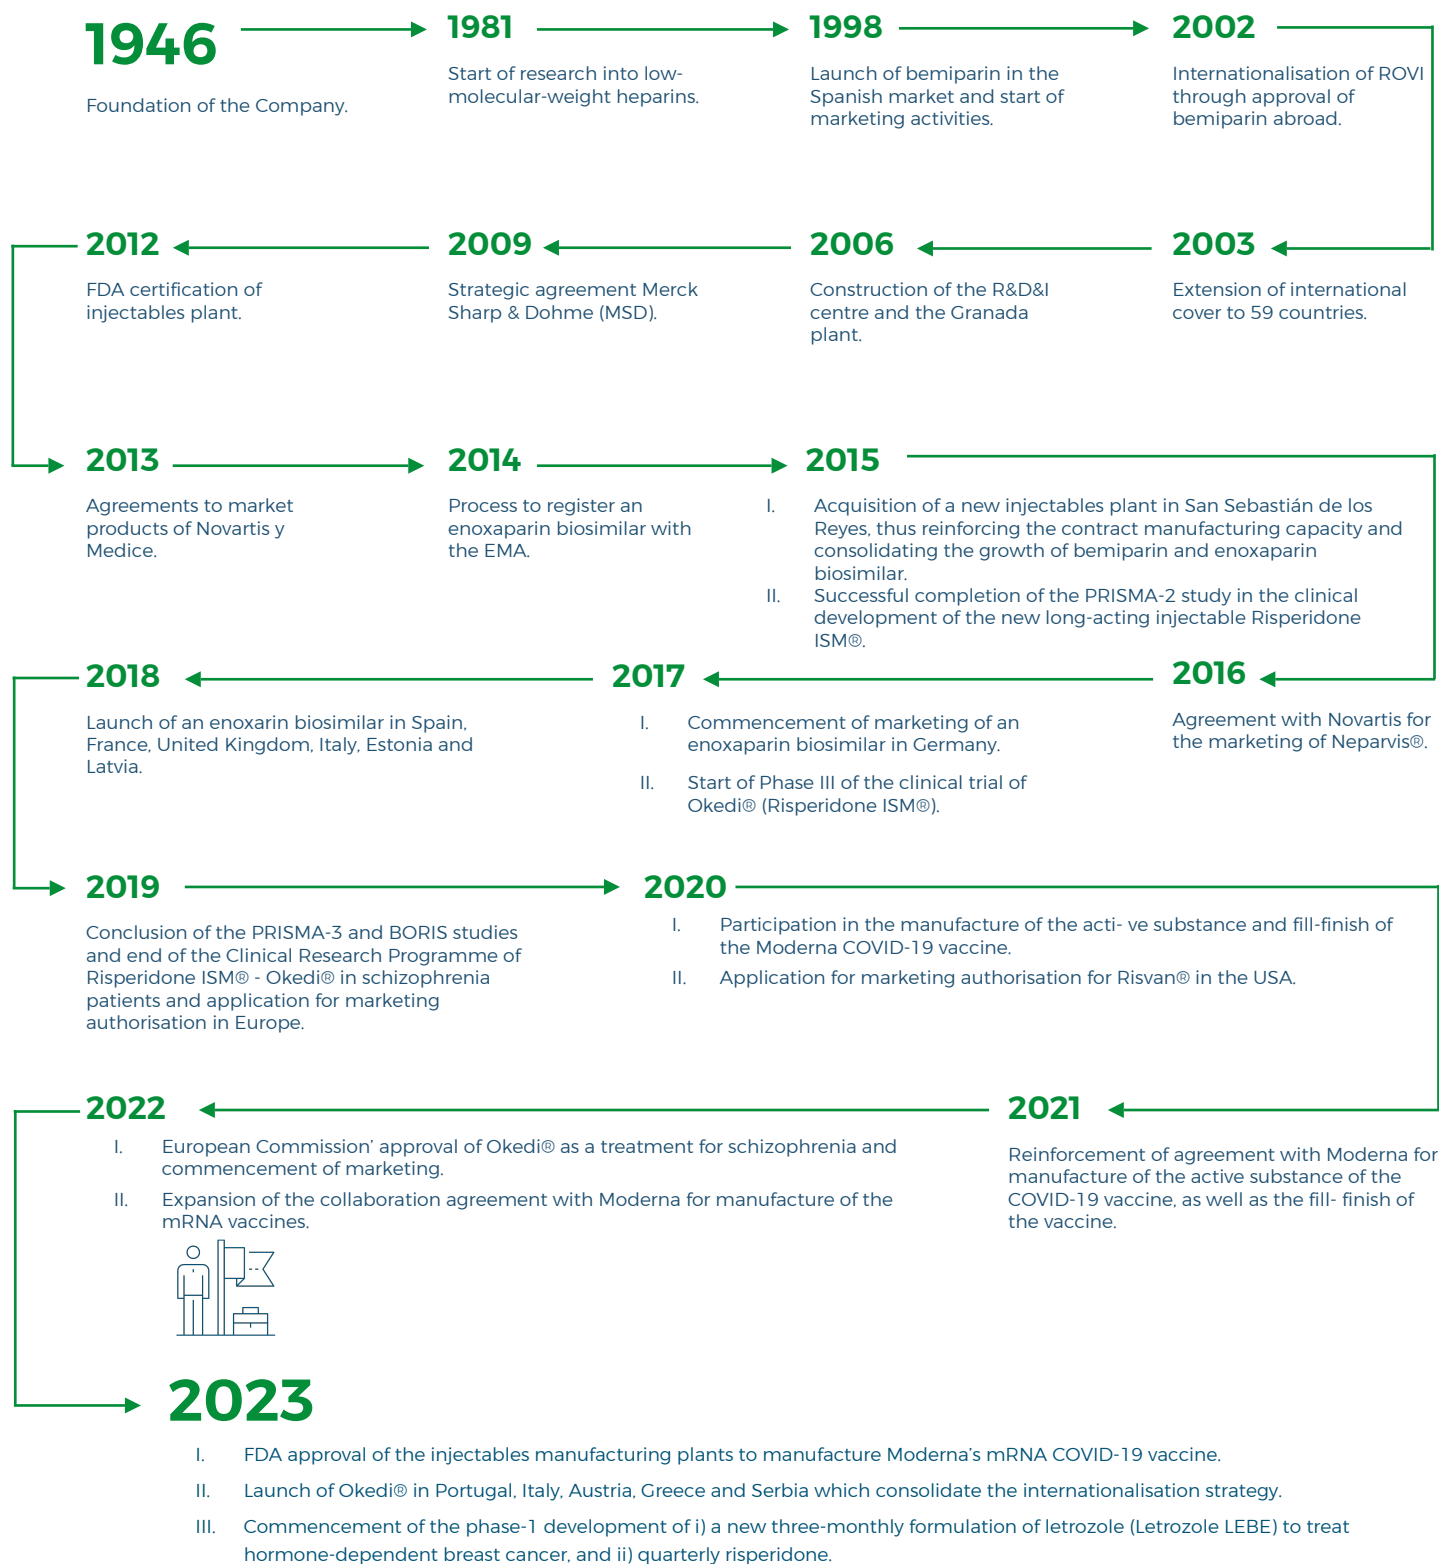 1946
Foundation of the Company.
1981
Start of research into low-
molecular-weight heparins.
1998
Launch of bemiparin in the
Spanish market and start of
marketing activities.
2002
Internationalisation of ROVI
through approval of
bemiparin abroad.
2003
Extension of international
cover to 59 countries.
2006
Construction of the R&D&I
centre and the Granada
plant.
2009
Strategic agreement Merck
Sharp & Dohme (MSD).
2012
FDA certification of
injectables plant.
2013
Agreements to market
products of Novartis y
Medice.
2014
Process to register an
enoxaparin biosimilar with
the EMA.
2015
I. Acquisition of a new injectables plant in San Sebastián de los
Reyes, thus reinforcing the contract manufacturing capacity and
consolidating the growth of bemiparin and enoxaparin
biosimilar.
II. Successful completion of the PRISMA-2 study in the clinical
development of the new long-acting injectable Risperidone
ISM®.
2016
Agreement with Novartis for
the marketing of Neparvis®.
2017
I. Commencement of marketing of an
enoxaparin biosimilar in Germany.
II. Start of Phase III of the clinical trial of
Okedi® (Risperidone ISM®).
2018
Launch of an enoxarin biosimilar in Spain,
France, United Kingdom, Italy, Estonia and
Latvia.
2019
Conclusion of the PRISMA-3 and BORIS studies
and end of the Clinical Research Programme of
Risperidone ISM® - Okedi® in schizophrenia
patients and application for marketing
authorisation in Europe.
2020
I. Participation in the manufacture of the acti- ve substance and fill-finish of
the Moderna COVID-19 vaccine.
II. Application for marketing authorisation for Risvan® in the USA.
2021
Reinforcement of agreement with Moderna for
manufacture of the active substance of the
COVID-19 vaccine, as well as the fill- finish of
the vaccine.
2022
I. European Commission’ approval of Okedi® as a treatment for schizophrenia and
commencement of marketing.
II. Expansion of the collaboration agreement with Moderna for manufacture of the
mRNA vaccines.
2023
I. FDA approval of the injectables manufacturing plants to manufacture Moderna’s mRNA COVID-19 vaccine.
II. Launch of Okedi® in Portugal, Italy, Austria, Greece and Serbia which consolidate the internationalisation strategy.
III. Commencement of the phase-1 development of i) a new three-monthly formulation of letrozole (Letrozole LEBE) to treat
hormone-dependent breast cancer, and ii) quarterly risperidone.